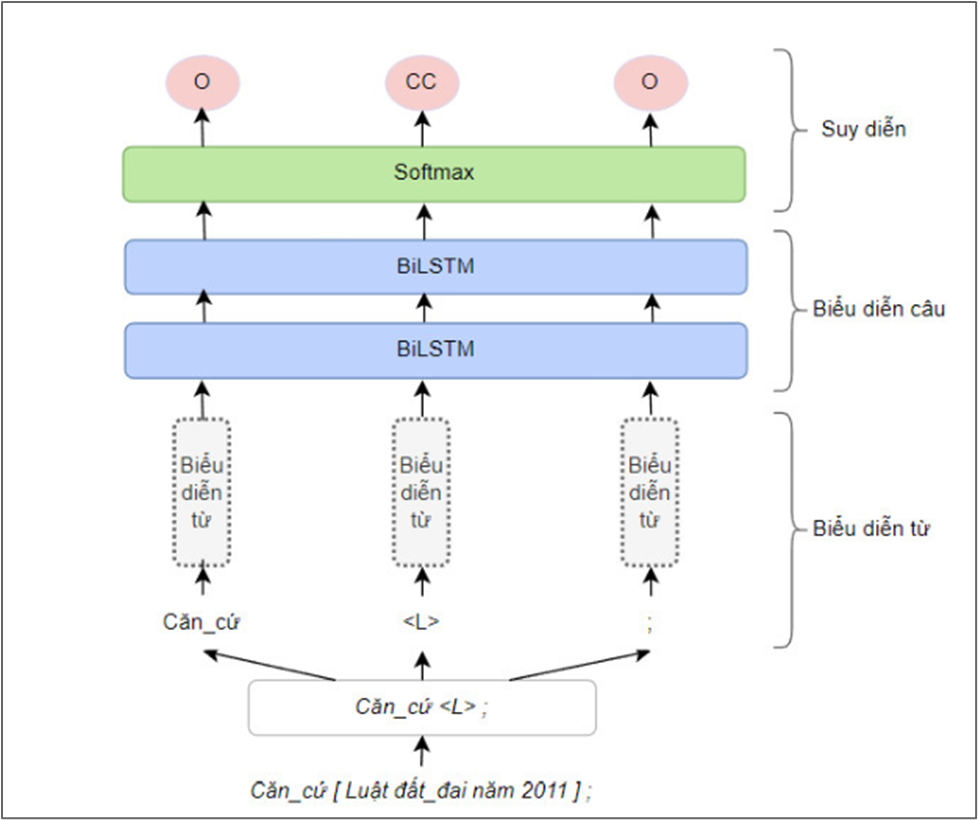 O
CC
O
Softmax
Suy diễn
BiLSTM
BiLSTM
Biểu diễn câu
Biểu
diễn
từ
Biểu
diễn
từ
Biểu
diễn
từ
Biểu diễn từ
Căn_cứ
<L>
;
Căn_cứ <L> ;
Căn_cứ [ Luật đất_đai năm 2011 ] ;